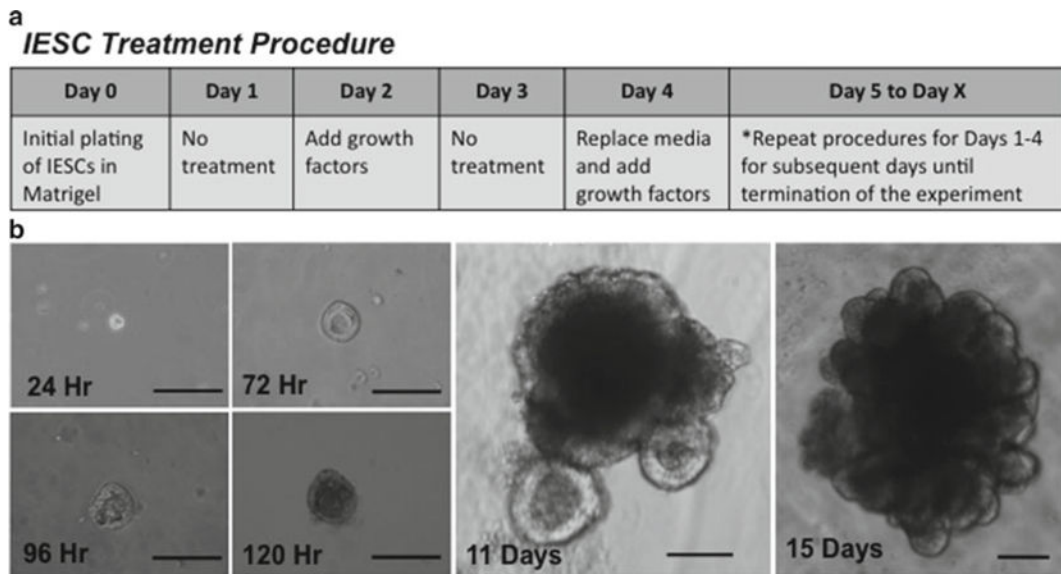 a
IESC Treatment Procedure
Day 0 Day 1 Day 2 Day 3 Day 4 Day 5 to Day X
Initial plating of IESCs in Matrigel
No treatment
Add growth factors
No treatment
Replace media and add growth factors
*Repeat procedures for Days 1-4 for subsequent days until termination of the experiment
b
24 Hr
72 Hr
96 Hr
120 Hr
11 Days
15 Days